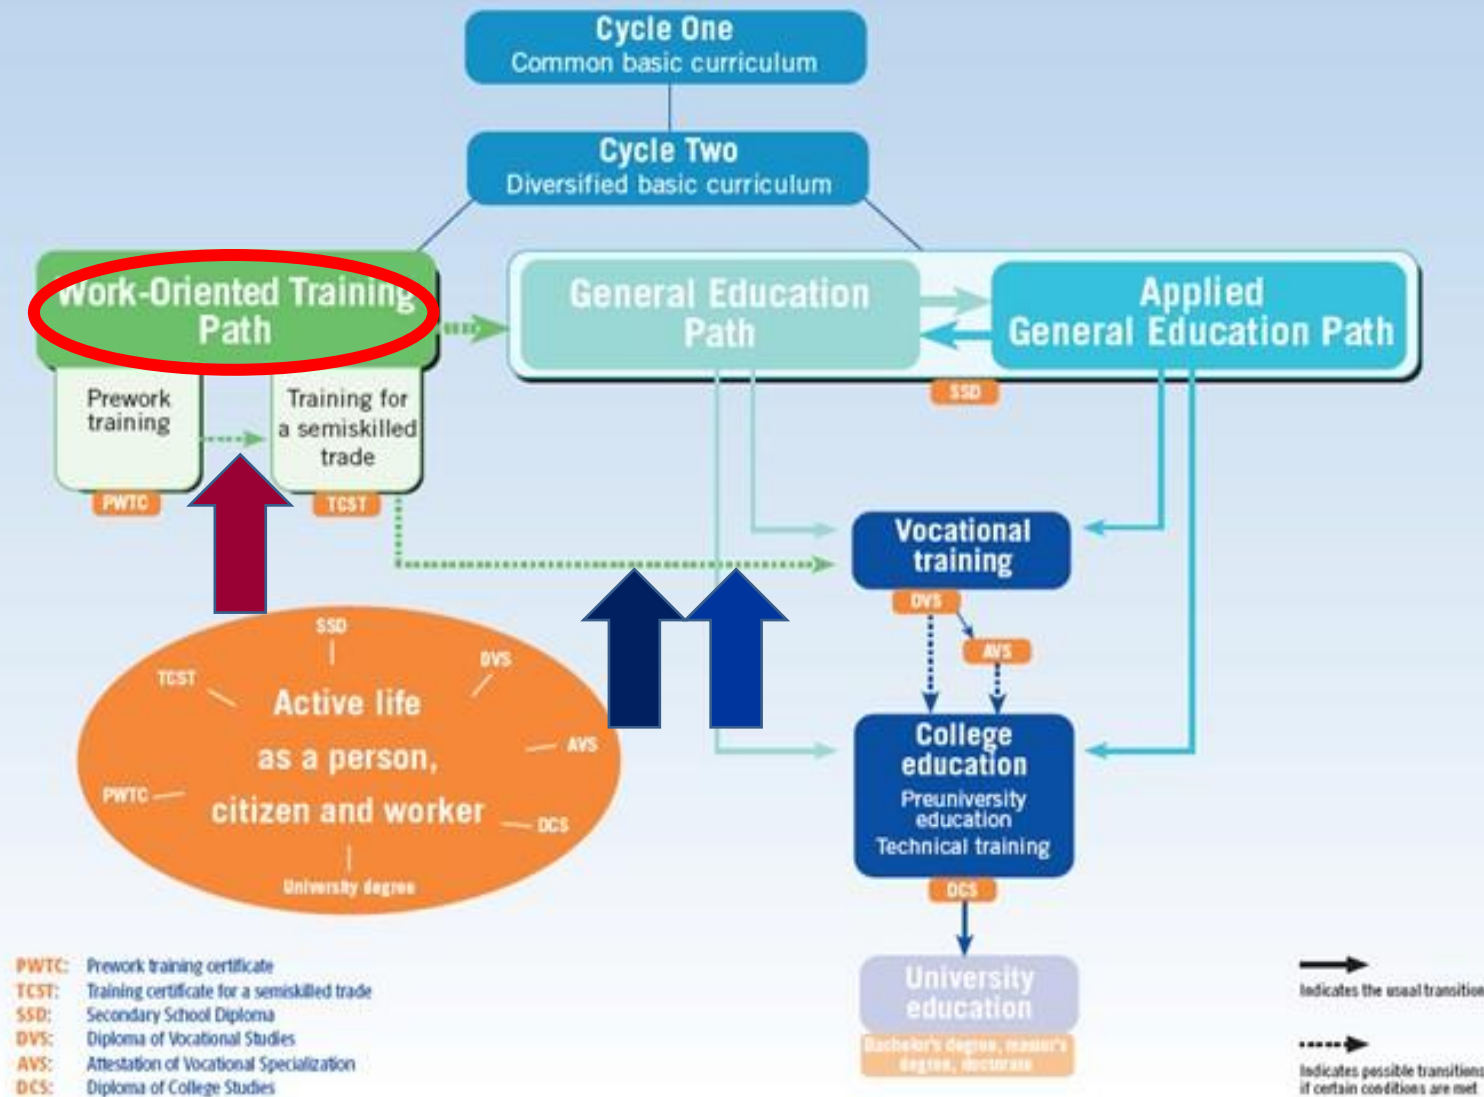 Cycle One
Common basic curriculum
Cycle Two
Diversified basic curriculum
Work-Oriented Training
Path
General Education
Path
Applied
General Education Path
SSD
Prework
training
Training for
a semiskilled
trade
PWTC
TCST
Vocational
training
DVS
AVS
College
education
Preuniversity
education
Technical training
DCS
University
education
Bachelor's degree, master's
degree, doctorate
SSD
TCST
DVS
Active life
as a person,
AVS
PWTC
citizen and worker
DCS
University degree
PWTC: Prework training certificate
TCST: Training certificate for a semiskilled trade
SSD: Secondary School Diploma
DVS: Diploma of Vocational Studies
AVS: Attestation of Vocational Specialization
DCS: Diploma of College Studies
Indicates the usual transition
Indicates possible transitions
if certain conditions are met